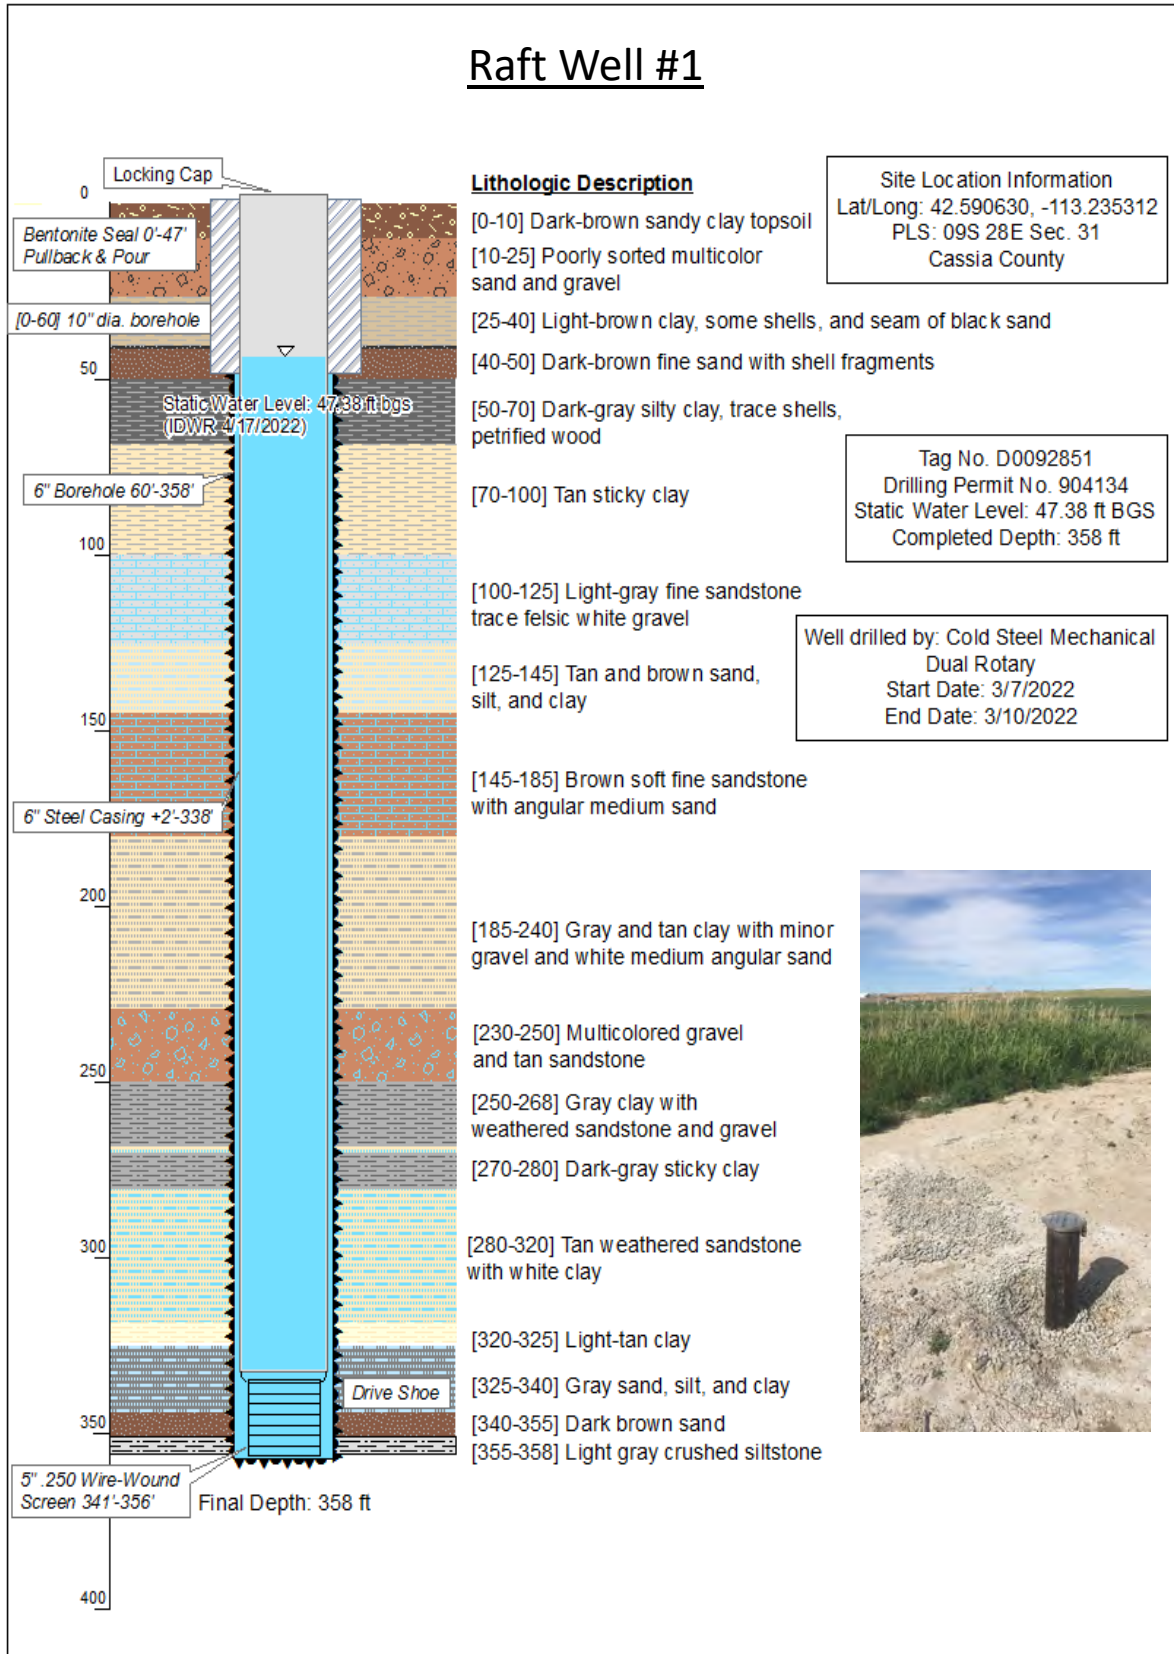 Raft Well #1
Locking Cap
0
Bentonite Seal 0'-47'
Pullback & Pour
[0-60] 10" dia. borehole
50
Static Water Level: 47.38 ft bgs
(IDWR 4/17/2022)
6" Borehole 60'-358'
100
150
6" Steel Casing +2'-338'
200
250
300
Drive Shoe
350
5" .250 Wire-Wound
Screen 341'-356'
Final Depth: 358 ft
400
Lithologic Description
[0-10] Dark-brown sandy clay topsoil
[10-25] Poorly sorted multicolor
sand and gravel
[25-40] Light-brown clay, some shells, and seam of black sand
[40-50] Dark-brown fine sand with shell fragments
[50-70] Dark-gray silty clay, trace shells,
petrified wood
[70-100] Tan sticky clay
[100-125] Light-gray fine sandstone
trace felsic white gravel
[125-145] Tan and brown sand,
silt, and clay
[145-185] Brown soft fine sandstone
with angular medium sand
[185-240] Gray and tan clay with minor
gravel and white medium angular sand
[230-250] Multicolored gravel
and tan sandstone
[250-268] Gray clay with
weathered sandstone and gravel
[270-280] Dark-gray sticky clay
[280-320] Tan weathered sandstone
with white clay
[320-325] Light-tan clay
[325-340] Gray sand, silt, and clay
[340-355] Dark brown sand
[355-358] Light gray crushed siltstone
Site Location Information
Lat/Long: 42.590630, -113.235312
PLS: 09S 28E Sec. 31
Cassia County
Tag No. D0092851
Drilling Permit No. 904134
Static Water Level: 47.38 ft BGS
Completed Depth: 358 ft
Well drilled by: Cold Steel Mechanical
Dual Rotary
Start Date: 3/7/2022
End Date: 3/10/2022